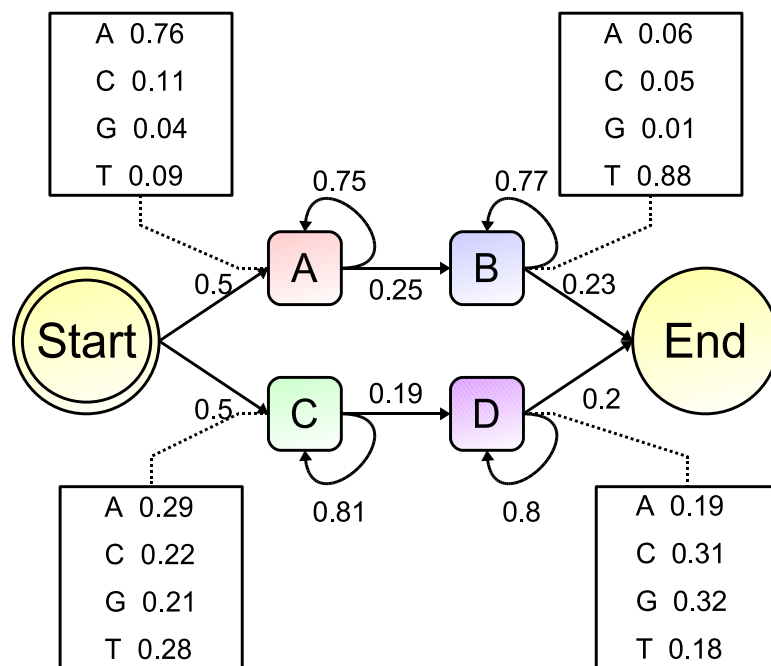 A 0.76
C 0.11
G 0.04
T 0.09
A 0.06
C 0.05
G 0.01
T 0.88
0.75
0.77
Start
0.5
A
0.25
B
0.23
End
0.5
C
0.19
D
0.2
0.81
0.8
A 0.29
C 0.22
G 0.21
T 0.28
A 0.19
C 0.31
G 0.32
T 0.18